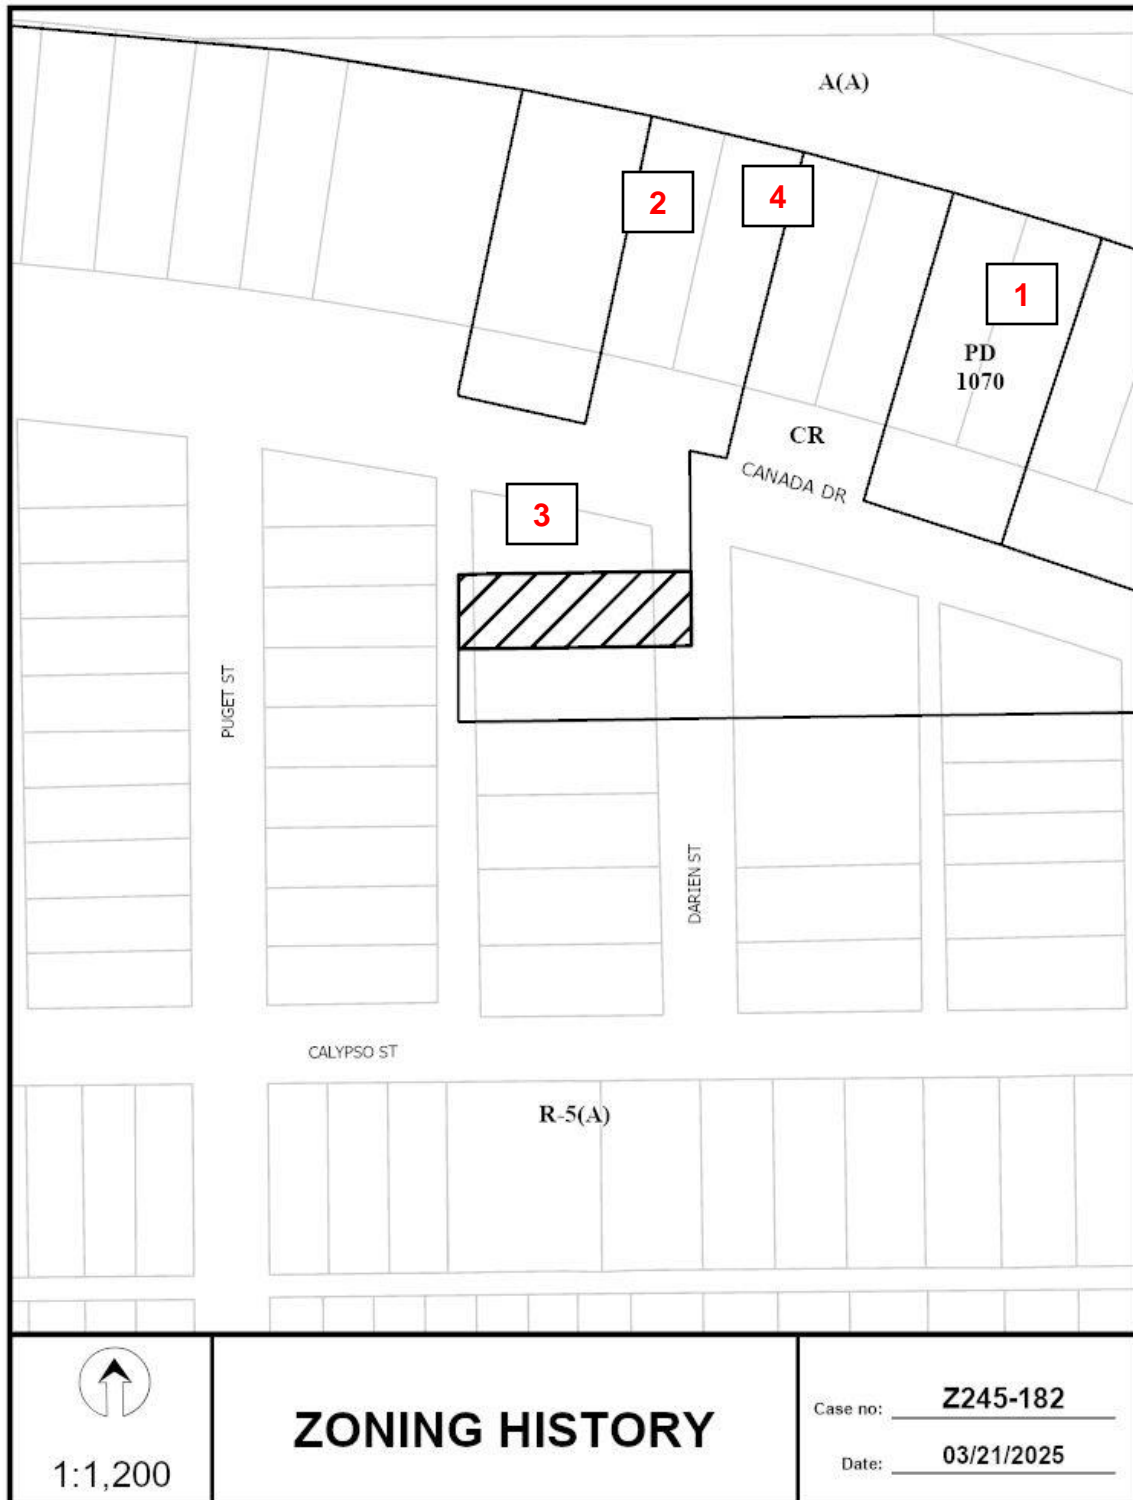 A(A)
2
4
1
PD
1070
CR
CANADA DR
3
PUGET ST
DARIEN ST
CALYPSO ST
R-5(A)
1:1,200
ZONING HISTORY
Case no: Z245-182
Date: 03/21/2025